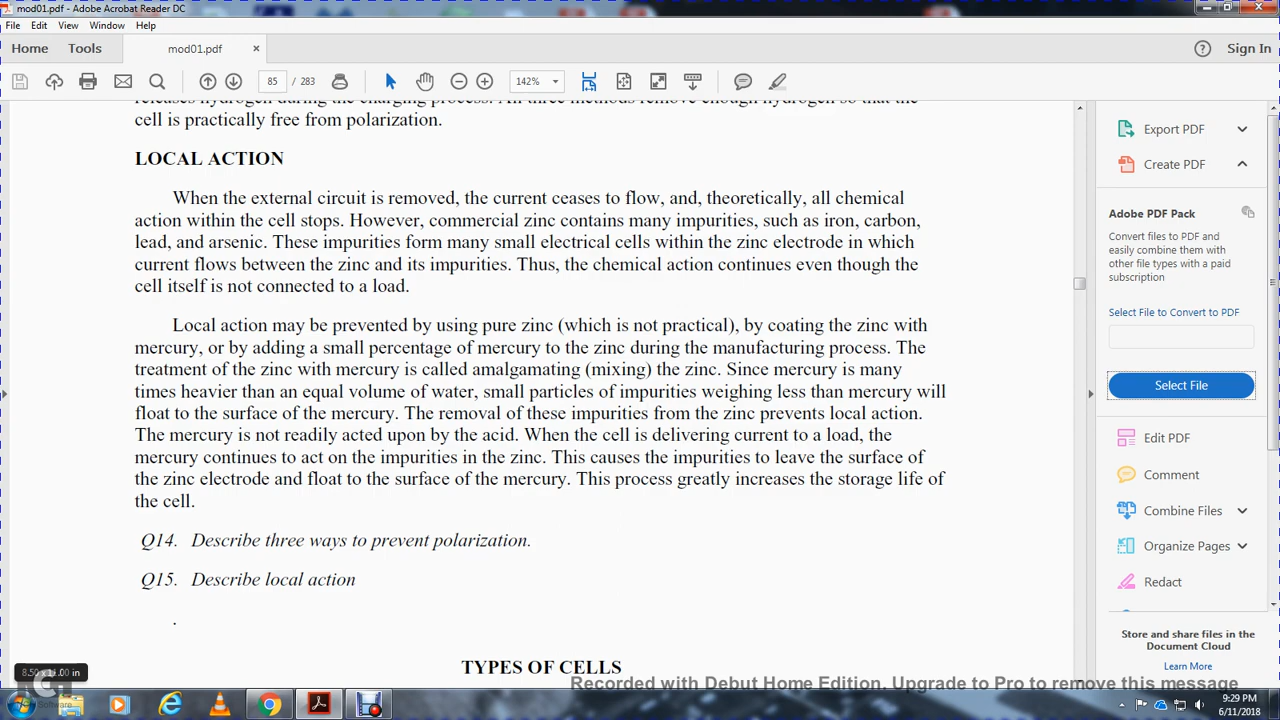 mod01.pdf - Adobe Acrobat Reader DC
File Edit View Window Help
Home Tools mod01.pdf × Sign In
85 / 283 142%
cell is practically free from polarization.
LOCAL ACTION
When the external circuit is removed, the current ceases to flow, and, theoretically, all chemical
action within the cell stops. However, commercial zinc contains many impurities, such as iron, carbon,
lead, and arsenic. These impurities form many small electrical cells within the zinc electrode in which
current flows between the zinc and its impurities. Thus, the chemical action continues even though the
cell itself is not connected to a load.
Local action may be prevented by using pure zinc (which is not practical), by coating the zinc with
mercury, or by adding a small percentage of mercury to the zinc during the manufacturing process. The
treatment of the zinc with mercury is called amalgamating (mixing) the zinc. Since mercury is many
times heavier than an equal volume of water, small particles of impurities weighing less than mercury will
float to the surface of the mercury. The removal of these impurities from the zinc prevents local action.
The mercury is not readily acted upon by the acid. When the cell is delivering current to a load, the
mercury continues to act on the impurities in the zinc. This causes the impurities to leave the surface of
the zinc electrode and float to the surface of the mercury. This process greatly increases the storage life of
the cell.
Q14. Describe three ways to prevent polarization.
Q15. Describe local action
.
TYPES OF CELLS
8.50 x 11.00 in
Export PDF
Create PDF
Adobe PDF Pack
Convert files to PDF and
easily combine them with
other file types with a paid
subscription
Select File to Convert to PDF
Select File
Edit PDF
Comment
Combine Files
Organize Pages
Redact
Store and share files in the
Document Cloud
Learn More
Recorded with Debut Home Edition. Upgrade to Pro to remove this message
9:29 PM
6/11/2018